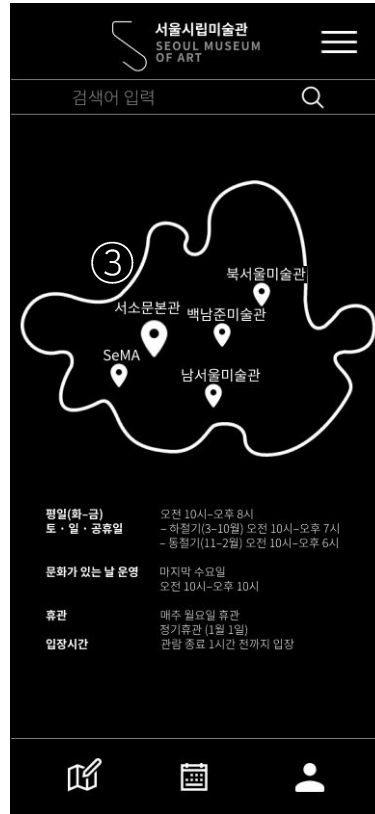 서울시립미술관
SEOUL MUSEUM
OF ART
검색어 입력
③
북서울미술관
서소문본관
백남준미술관
SeMA
남서울미술관
평일(화–금) 오전 10시–오후 8시
토·일·공휴일 – 하절기(3–10월) 오전 10시–오후 7시
– 동절기(11–2월) 오전 10시–오후 6시
문화가 있는 날 운영 마지막 수요일
오전 10시–오후 10시
휴관 매주 월요일 휴관
정기휴관 (1월 1일)
입장시간 관람 종료 1시간 전까지 입장